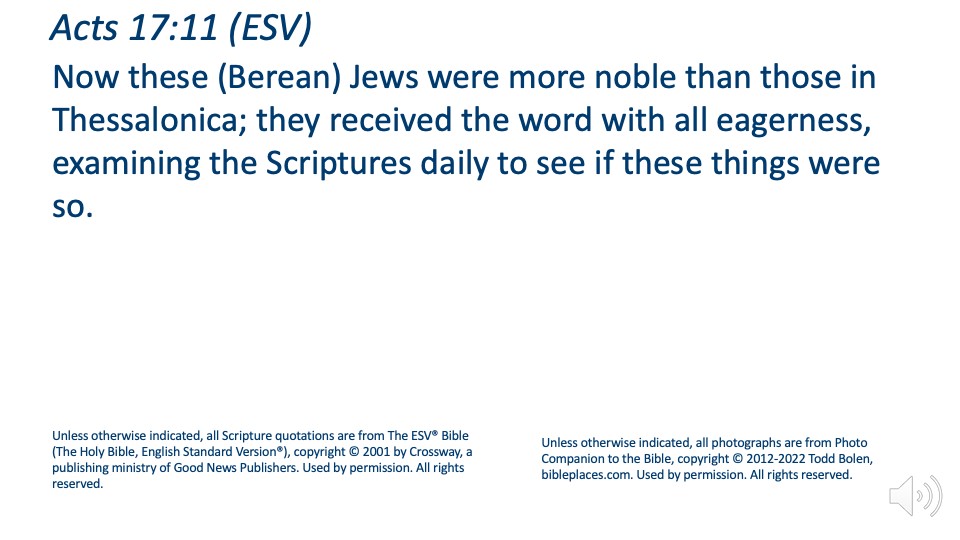 Acts 17:11 (ESV)
Now these (Berean) Jews were more noble than those in
Thessalonica; they received the word with all eagerness,
examining the Scriptures daily to see if these things were
so.
Unless otherwise indicated, all Scripture quotations are from The ESV® Bible
(The Holy Bible, English Standard Version®), copyright © 2001 by Crossway, a
publishing ministry of Good News Publishers. Used by permission. All rights
reserved.
Unless otherwise indicated, all photographs are from Photo
Companion to the Bible, copyright © 2012-2022 Todd Bolen,
bibleplaces.com. Used by permission. All rights reserved.